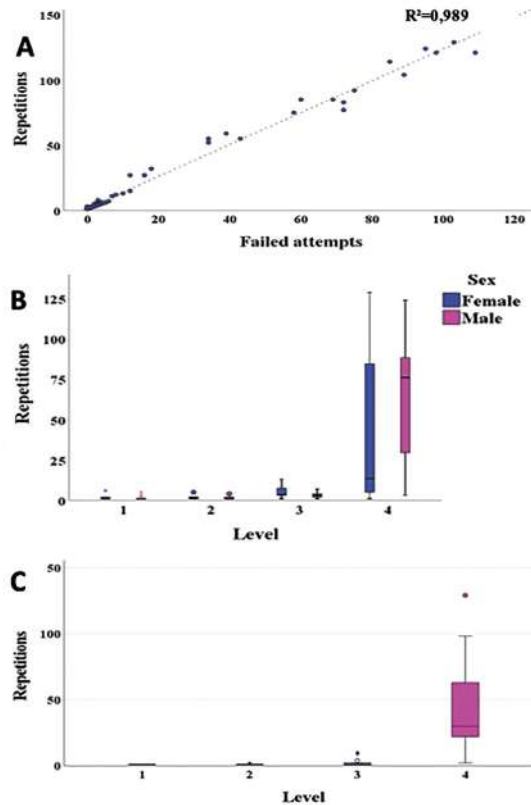 A
R²=0,989
Repetitions
150
100
50
0
0 20 40 60 80 100 120
Failed attempts
B
Sex
Female
Male
Repetitions
125
100
75
50
25
0
1 2 3 4
Level
C
Repetitions
50
100
50
0
1 2 3 4
Level